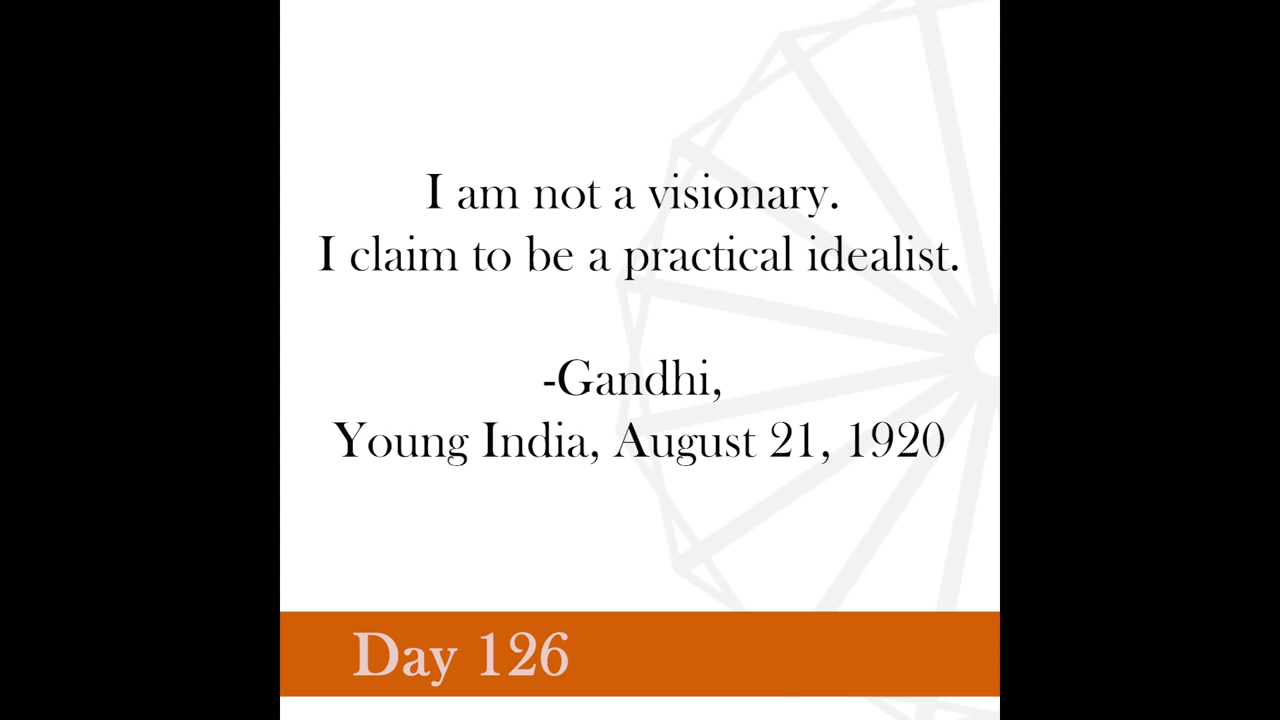 I am not a visionary.
I claim to be a practical idealist.
-Gandhi,
Young India, August 21, 1920
Day 126